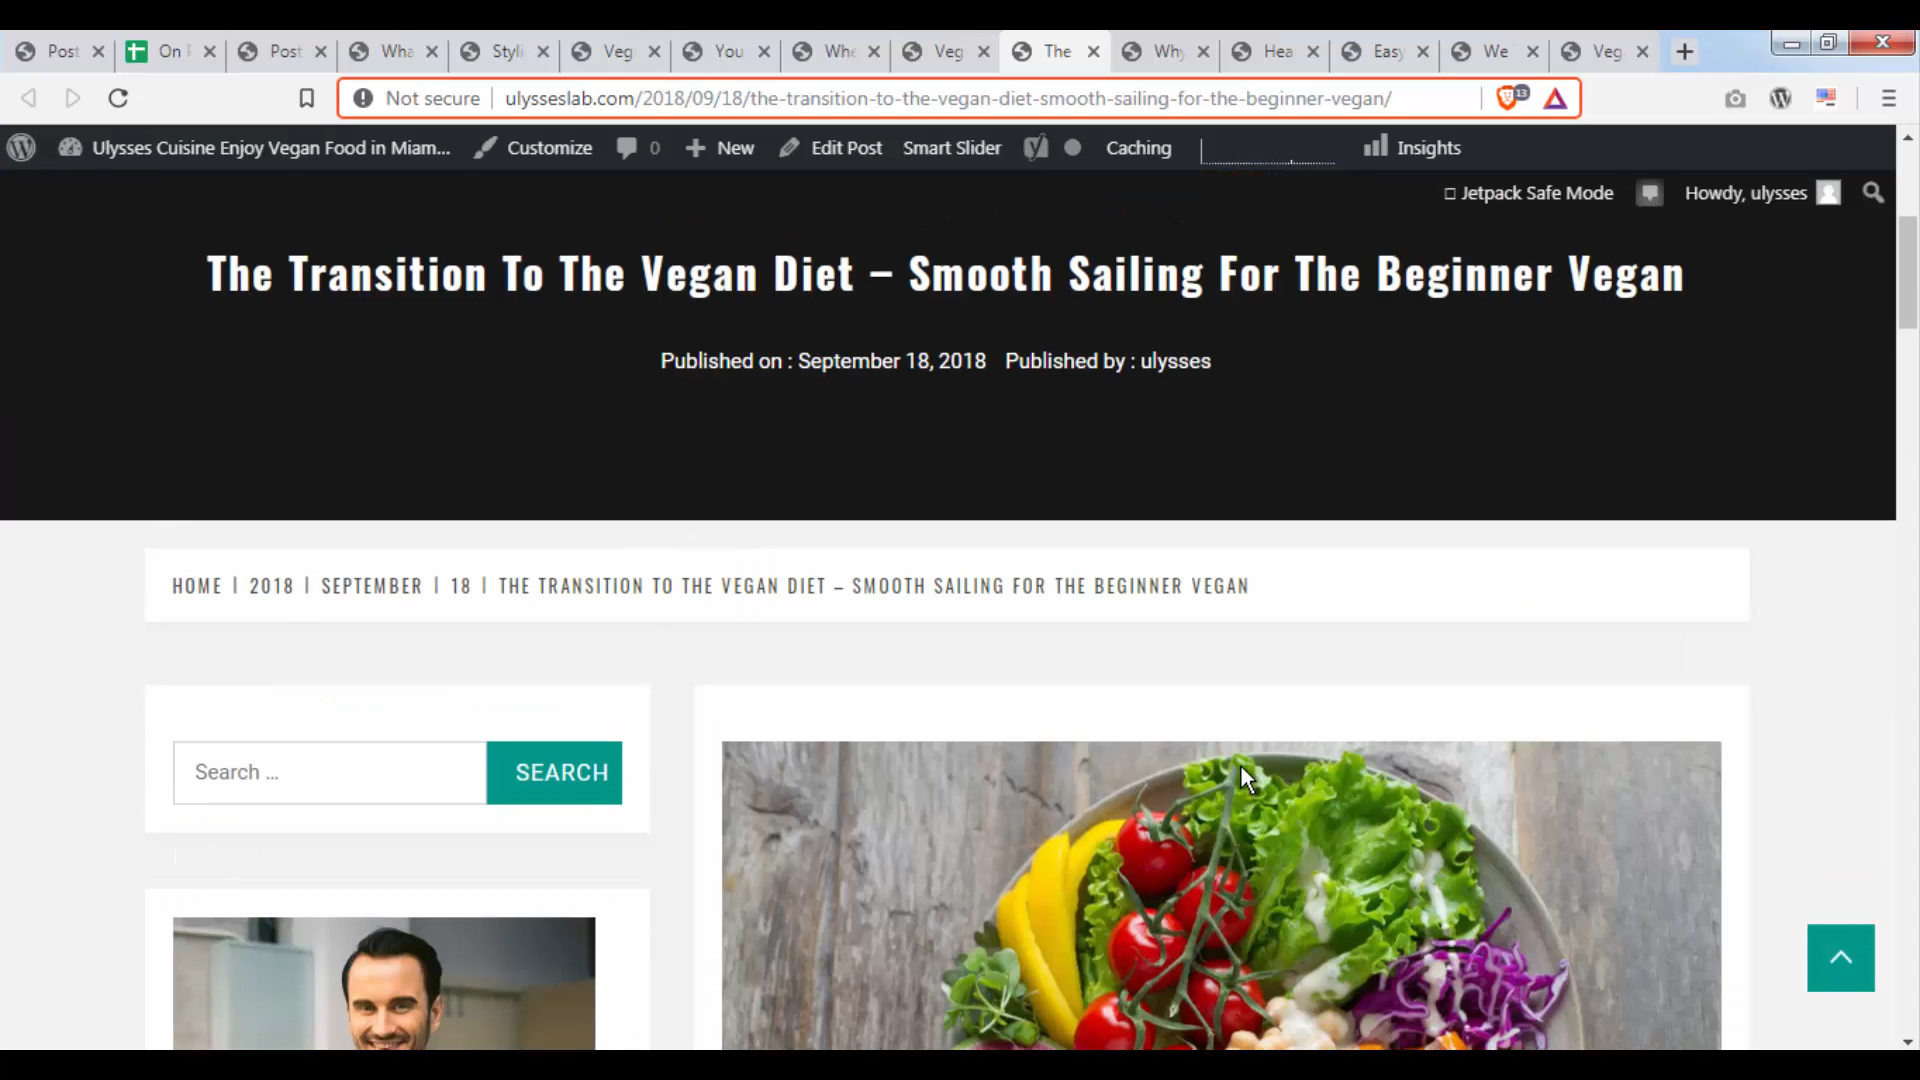 Post
On
Post
Wha
Styli
Veg
You
Whe
Veg
The
Why
Hea
Easy
We
Veg
Not secure
ulysseslab.com/2018/09/18/the-transition-to-the-vegan-diet-smooth-sailing-for-the-beginner-vegan/
13
Ulysses Cuisine Enjoy Vegan Food in Miam...
Customize
0
New
Edit Post
Smart Slider
Caching
Insights
Jetpack Safe Mode
Howdy, ulysses
The Transition To The Vegan Diet – Smooth Sailing For The Beginner Vegan
Published on : September 18, 2018 Published by : ulysses
HOME | 2018 | SEPTEMBER | 18 | THE TRANSITION TO THE VEGAN DIET – SMOOTH SAILING FOR THE BEGINNER VEGAN
Search …
SEARCH